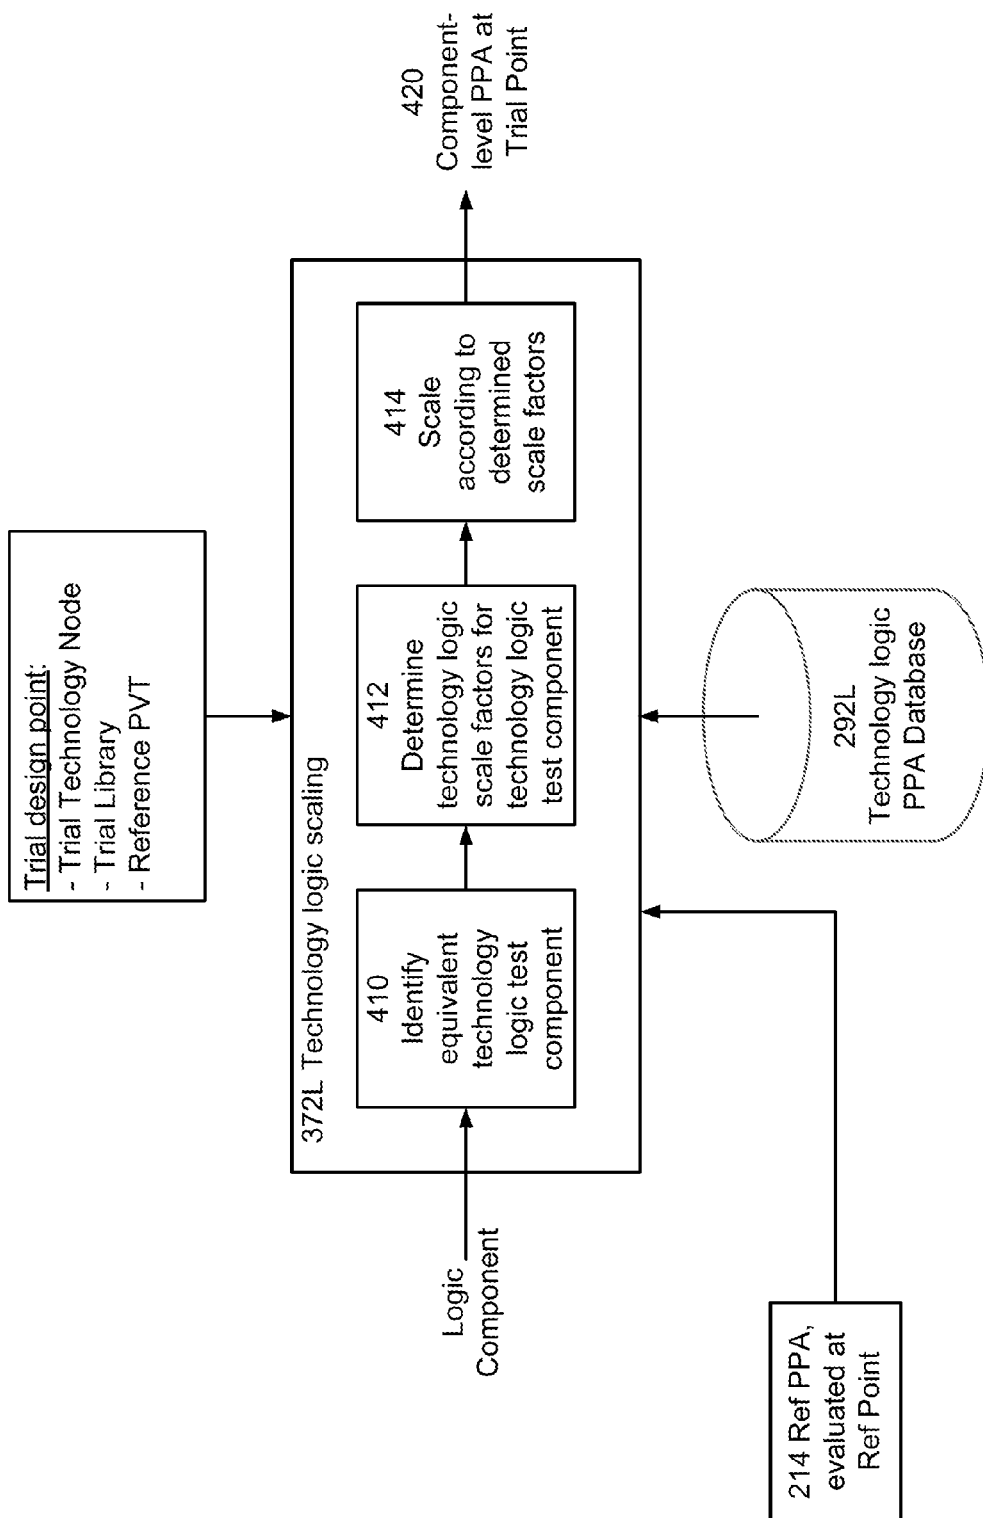 Trial design point:
- Trial Technology Node
- Trial Library
- Reference PVT
372L Technology logic scaling
Logic
Component
410
Identify
equivalent
technology
logic test
component
412
Determine
technology logic
scale factors for
technology logic
test component
414
Scale
according to
determined
scale factors
420
Component-
level PPA at
Trial Point
214 Ref PPA,
evaluated at
Ref Point
292L
Technology logic
PPA Database